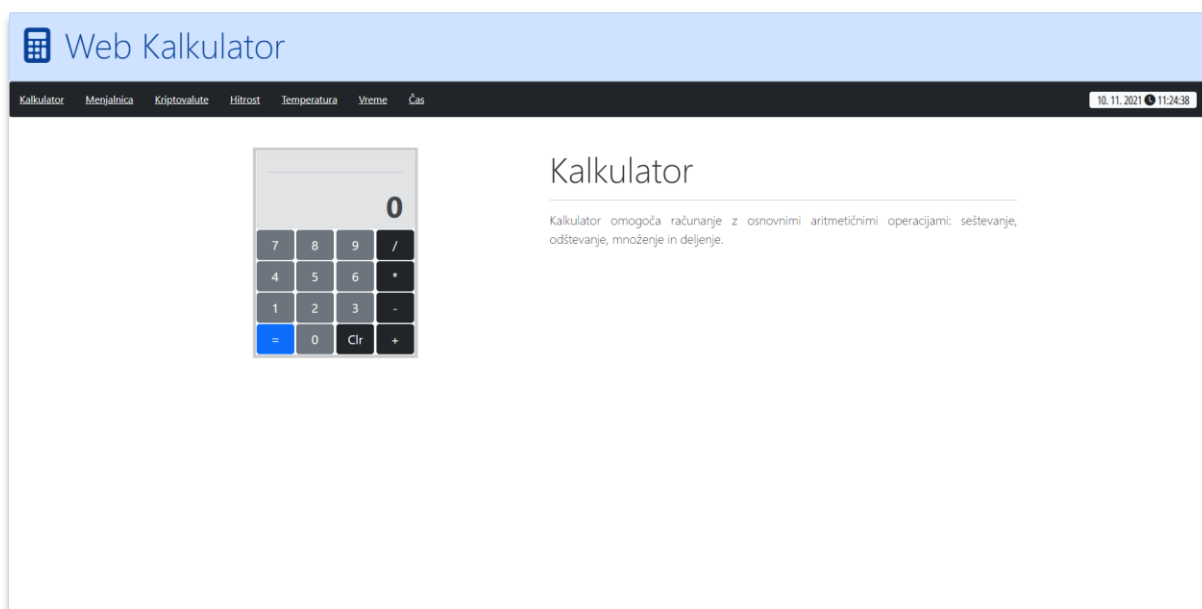 Web Kalkulator
Kalkulator Menjalnica Kriptovalute Hitrost Temperatura Vreme Čas 10. 11. 2021 11:24:38
0
7 8 9 /
4 5 6 *
1 2 3 -
= 0 Clr +
Kalkulator
Kalkulator omogoča računanje z osnovnimi aritmetičnimi operacijami: seštevanje,
odštevanje, množenje in deljenje.